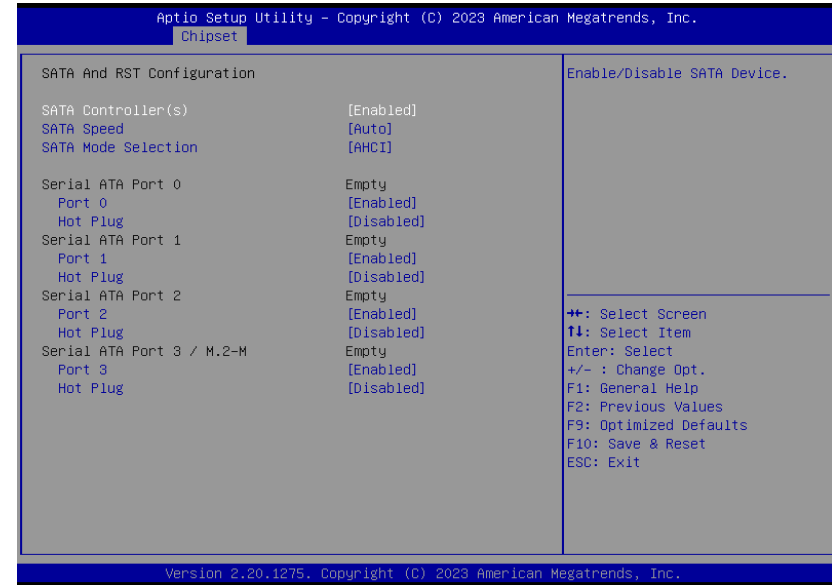 Aptio Setup Utility – Copyright (C) 2023 American Megatrends, Inc.
Chipset
SATA And RST Configuration
SATA Controller(s) [Enabled]
SATA Speed [Auto]
SATA Mode Selection [AHCI]
Serial ATA Port 0 Empty
Port 0 [Enabled]
Hot Plug [Disabled]
Serial ATA Port 1 Empty
Port 1 [Enabled]
Hot Plug [Disabled]
Serial ATA Port 2 Empty
Port 2 [Enabled]
Hot Plug [Disabled]
Serial ATA Port 3 / M.2-M Empty
Port 3 [Enabled]
Hot Plug [Disabled]
Enable/Disable SATA Device.
→←: Select Screen
↑↓: Select Item
Enter: Select
+/- : Change Opt.
F1: General Help
F2: Previous Values
F9: Optimized Defaults
F10: Save & Reset
ESC: Exit
Version 2.20.1275. Copyright (C) 2023 American Megatrends, Inc.